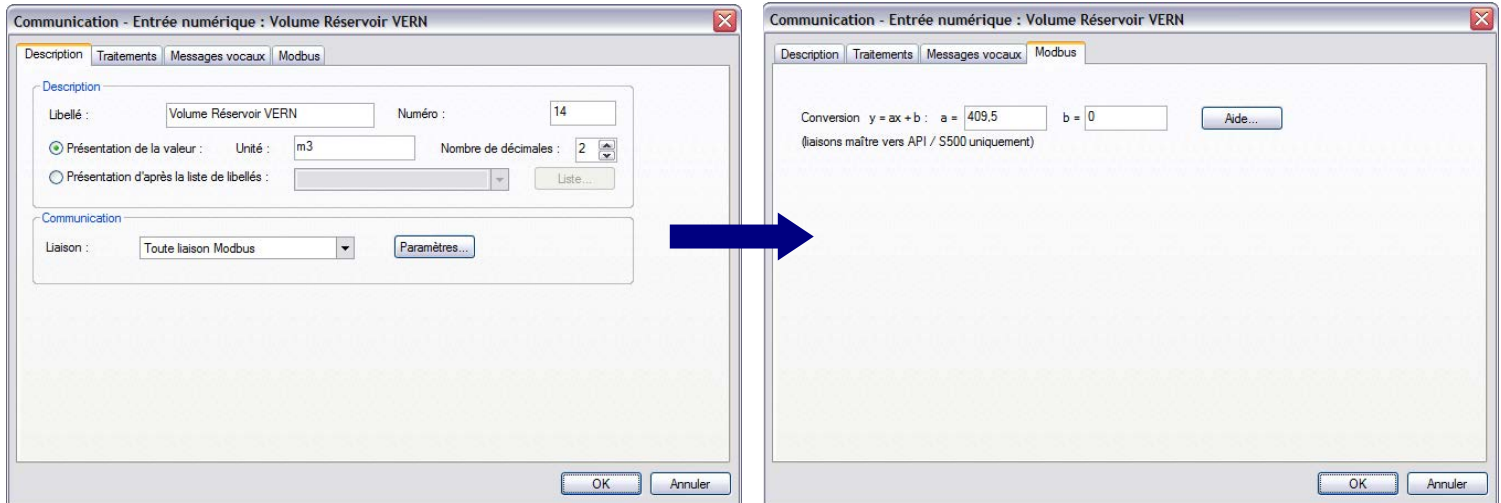 Communication - Entrée numérique : Volume Réservoir VERN
Description Traitements Messages vocaux Modbus
Description
Libellé : Volume Réservoir VERN Numéro : 14
Présentation de la valeur : Unité : m3 Nombre de décimales : 2
Présentation d'après la liste de libellés : Liste...
Communication
Liaison : Toute liaison Modbus Paramètres...
OK Annuler
Communication - Entrée numérique : Volume Réservoir VERN
Description Traitements Messages vocaux Modbus
Conversion y = ax + b : a = 409,5 b = 0 Aide...
(liaisons maître vers API / S500 uniquement)
OK Annuler